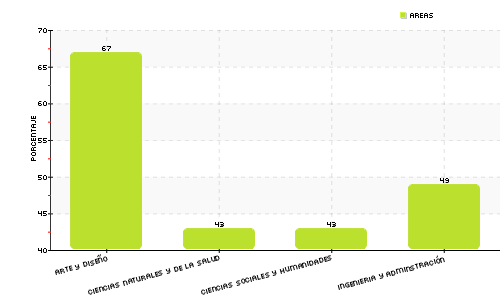 AREAS
70
65
60
55
50
45
40
PORCENTAJE
67
43
43
49
ARTE Y DISEÑO
CIENCIAS NATURALES Y DE LA SALUD
CIENCIAS SOCIALES Y HUMANIDADES
INGENIERIA Y ADMINSTRACIÓN